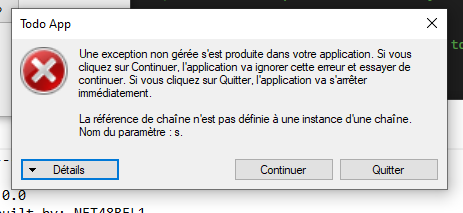 Todo App
to
Une exception non gérée s'est produite dans votre application. Si vous
cliquez sur Continuer, l'application va ignorer cette erreur et essayer de
continuer. Si vous cliquez sur Quitter, l'application va s'arrêter
immédiatement.
La référence de chaîne n'est pas définie à une instance d'une chaîne.
Nom du paramètre : s.
Détails
Continuer
Quitter
0.0
uilt by: NET48REL1